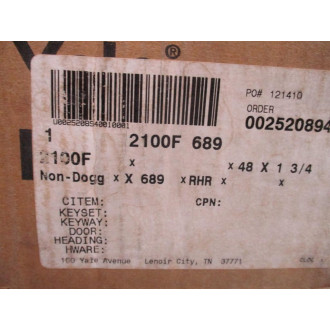 ®
V0025208540010001
PO# 121410
ORDER
002520894
1 2100F 689
2100F x x 48 X 1 3/4
Non-Dogg x X 689 x RHR x x
CITEM: CPN:
KEYSET:
KEYWAY:
DOOR:
HEADING:
HWARE:
100 Yale Avenue Lenoir City, TN 37771